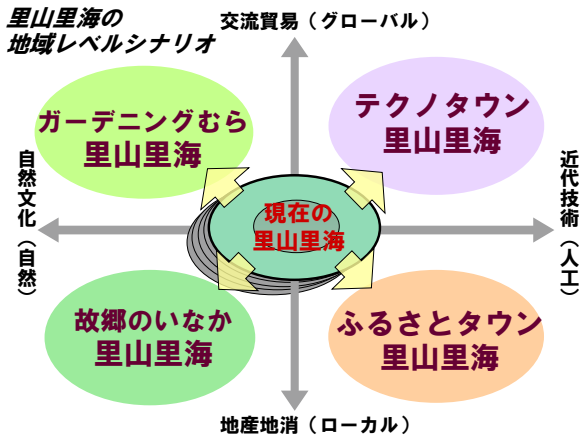 里山里海の
地域レベルシナリオ
交流貿易（グローバル）
ガーデニングむら
里山里海
テクノタウン
里山里海
自然文化（自然）
現在の
里山里海
近代技術（人工）
故郷のいなか
里山里海
ふるさとタウン
里山里海
地産地消（ローカル）